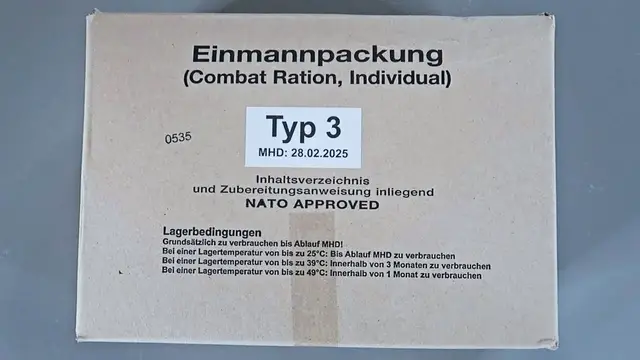 Einmannpackung
(Combat Ration, Individual)
Typ 3
MHD: 28.02.2025
0535
Inhaltsverzeichnis
und Zubereitungsanweisung inliegend
NATO APPROVED
Lagerbedingungen
Grundsätzlich zu verbrauchen bis Ablauf MHD!
Bei einer Lagertemperatur von bis zu 25°C: Bis Ablauf MHD zu verbrauchen
Bei einer Lagertemperatur von bis zu 39°C: Innerhalb von 3 Monaten zu verbrauchen
Bei einer Lagertemperatur von bis zu 49°C: Innerhalb von 1 Monat zu verbrauchen